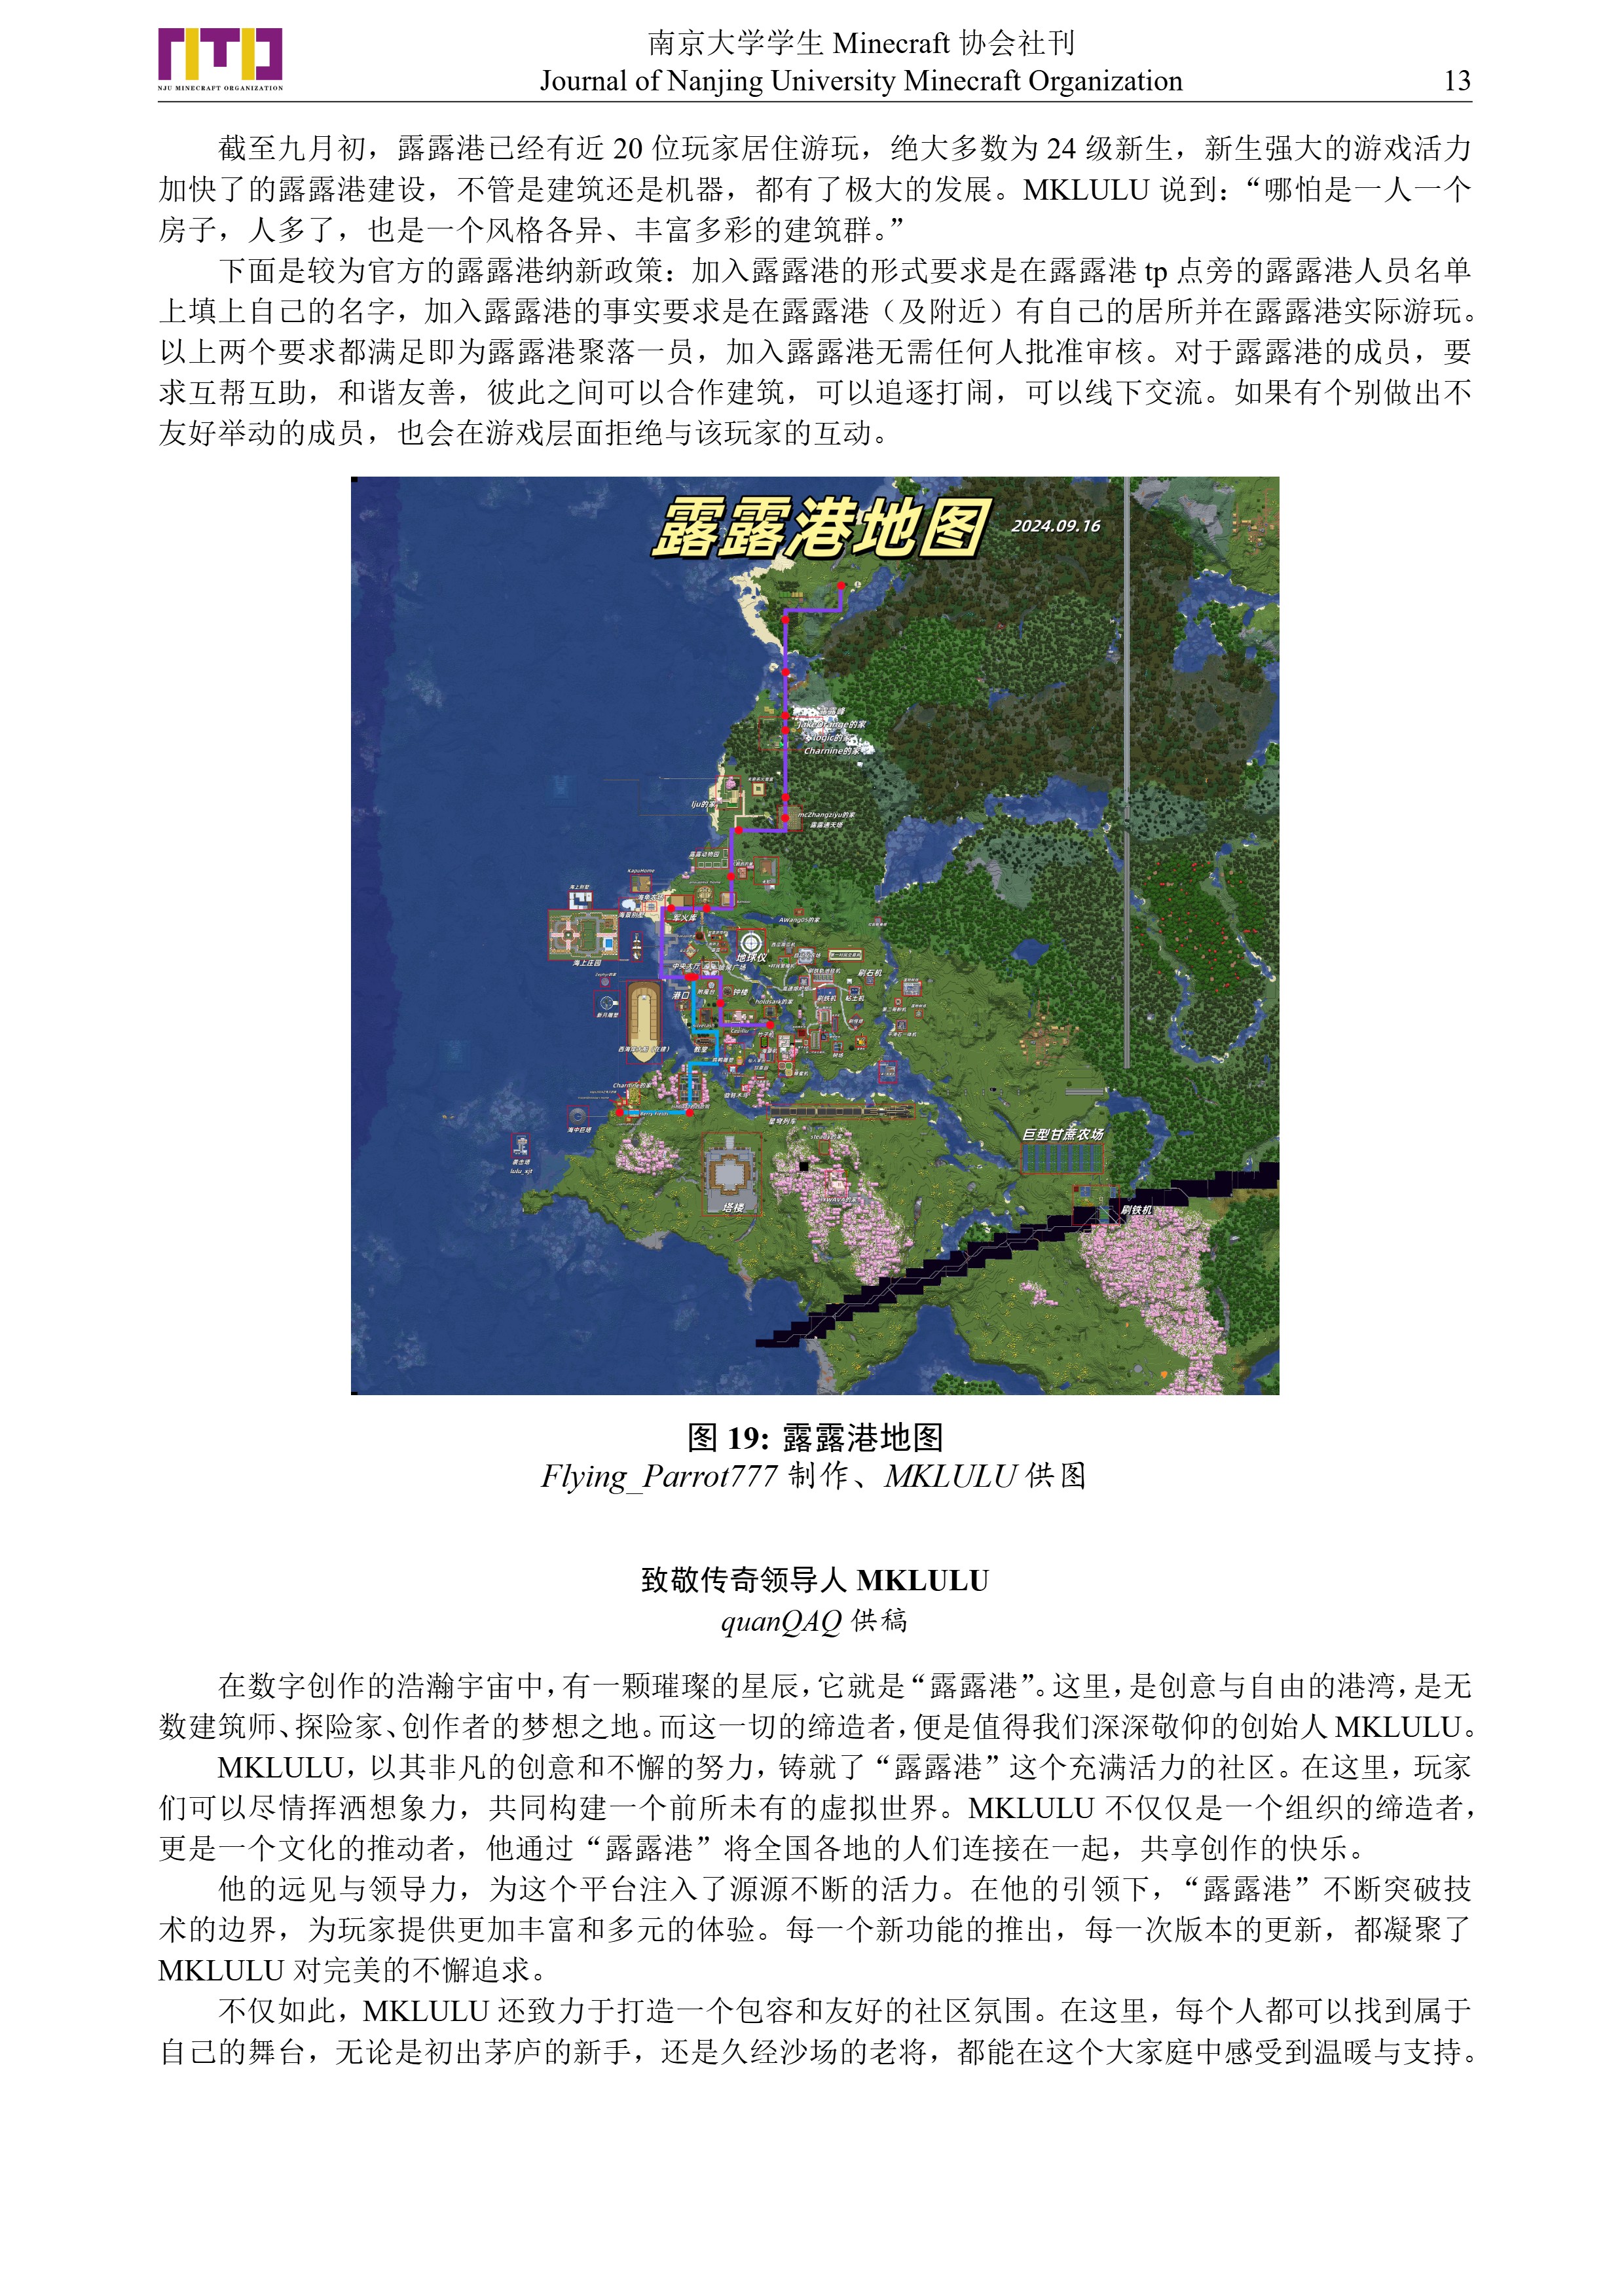 NJU MINECRAFT ORGANIZATION
南京大学学生 Minecraft 协会社刊
Journal of Nanjing University Minecraft Organization
13
截至九月初，露露港已经有近 20 位玩家居住游玩，绝大多数为 24 级新生，新生强大的游戏活力
加快了的露露港建设，不管是建筑还是机器，都有了极大的发展。MKLULU 说到：“哪怕是一人一个
房子，人多了，也是一个风格各异、丰富多彩的建筑群。”
下面是较为官方的露露港纳新政策：加入露露港的形式要求是在露露港 tp 点旁的露露港人员名单
上填上自己的名字，加入露露港的事实要求是在露露港（及附近）有自己的居所并在露露港实际游玩。
以上两个要求都满足即为露露港聚落一员，加入露露港无需任何人批准审核。对于露露港的成员，要
求互帮互助，和谐友善，彼此之间可以合作建筑，可以追逐打闹，可以线下交流。如果有个别做出不
友好举动的成员，也会在游戏层面拒绝与该玩家的互动。
露露港地图
2024.09.16
露露峰
Charnine的家
lju的家
mcZhangziyu的家
露露通天塔
露露动物园
KapuHome
海上别墅
海景别墅
军火库
AWang05的家
海上庄园
地球仪
中央大厅
刷石机
港口
钟楼
刷铁机
粘土机
Charnine的家
海中巨塔
星穹列车
巨型甘蔗农场
lulu_xjt
塔楼
刷铁机
图 19: 露露港地图
Flying_Parrot777 制作、MKLULU 供图
致敬传奇领导人 MKLULU
quanQAQ 供稿
在数字创作的浩瀚宇宙中，有一颗璀璨的星辰，它就是“露露港”。这里，是创意与自由的港湾，是无
数建筑师、探险家、创作者的梦想之地。而这一切的缔造者，便是值得我们深深敬仰的创始人 MKLULU。
MKLULU，以其非凡的创意和不懈的努力，铸就了“露露港”这个充满活力的社区。在这里，玩家
们可以尽情挥洒想象力，共同构建一个前所未有的虚拟世界。MKLULU 不仅仅是一个组织的缔造者，
更是一个文化的推动者，他通过“露露港”将全国各地的人们连接在一起，共享创作的快乐。
他的远见与领导力，为这个平台注入了源源不断的活力。在他的引领下，“露露港”不断突破技
术的边界，为玩家提供更加丰富和多元的体验。每一个新功能的推出，每一次版本的更新，都凝聚了
MKLULU 对完美的不懈追求。
不仅如此，MKLULU 还致力于打造一个包容和友好的社区氛围。在这里，每个人都可以找到属于
自己的舞台，无论是初出茅庐的新手，还是久经沙场的老将，都能在这个大家庭中感受到温暖与支持。